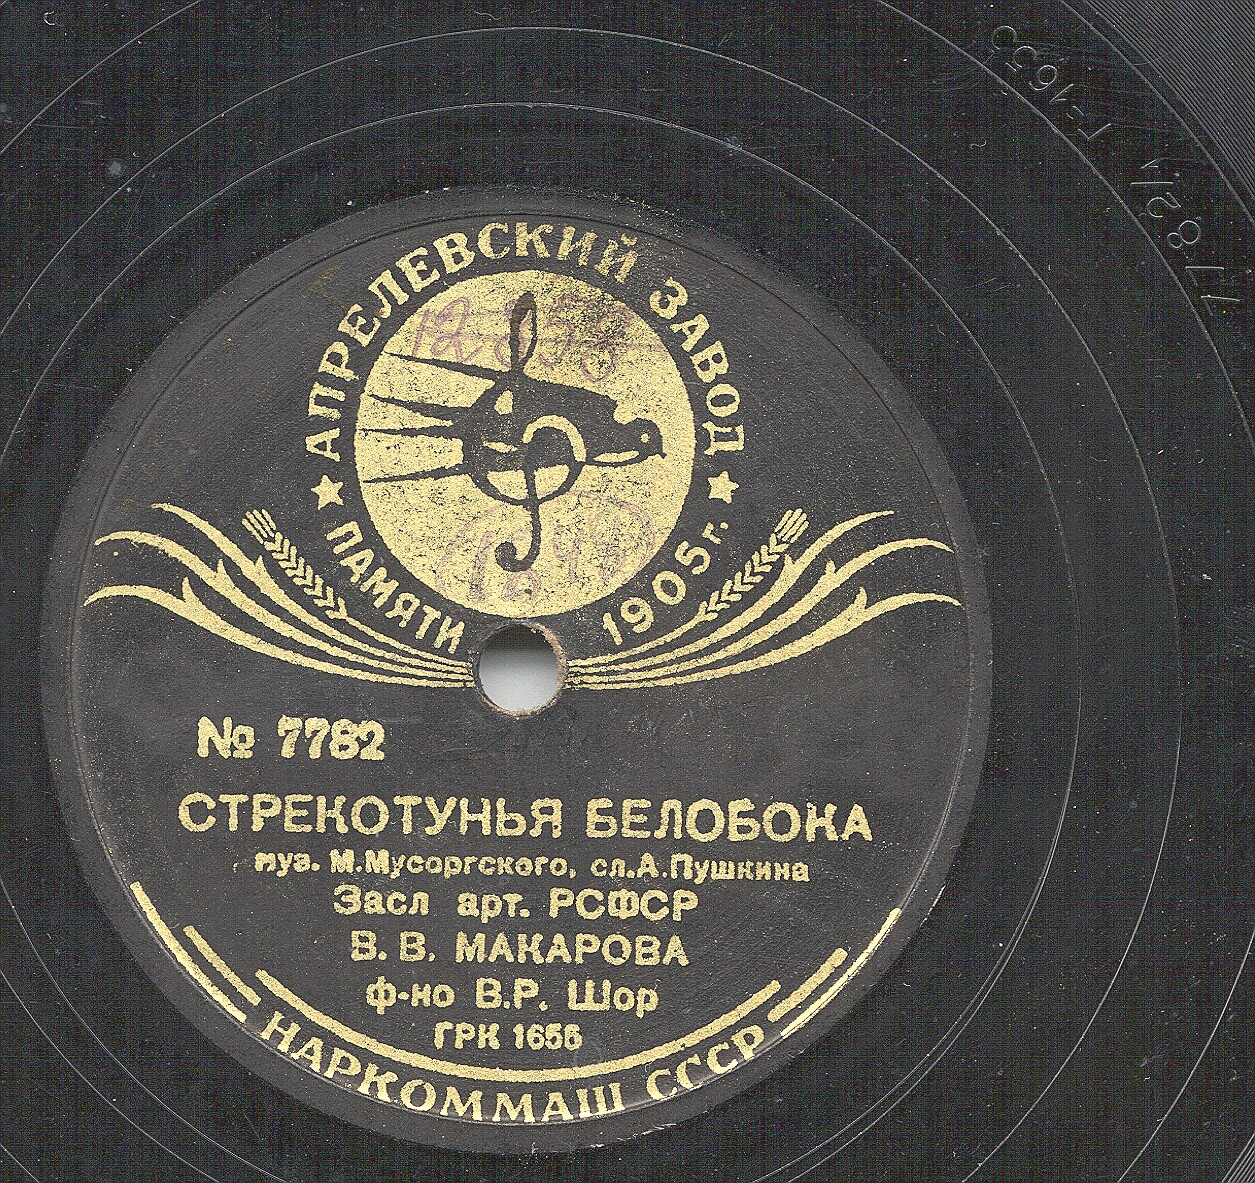 АПРЕЛЕВСКИЙ ЗАВОД
ПАМЯТИ 1905 г.
№ 7782
СТРЕКОТУНЬЯ БЕЛОБОКА
муз. М.Мусоргского, сл.А.Пушкина
Засл арт. РСФСР
В. В. МАКАРОВА
ф-но В.Р. Шор
ГРК 1656
НАРКОММАШ СССР